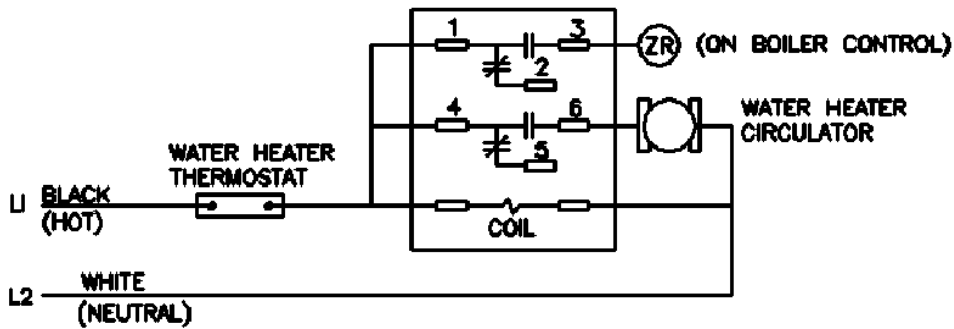 1 3 ZR (ON BOILER CONTROL)
2
4 6 WATER HEATER
CIRCULATOR
5
WATER HEATER
THERMOSTAT
L1 BLACK
(HOT)
COIL
L2 WHITE
(NEUTRAL)